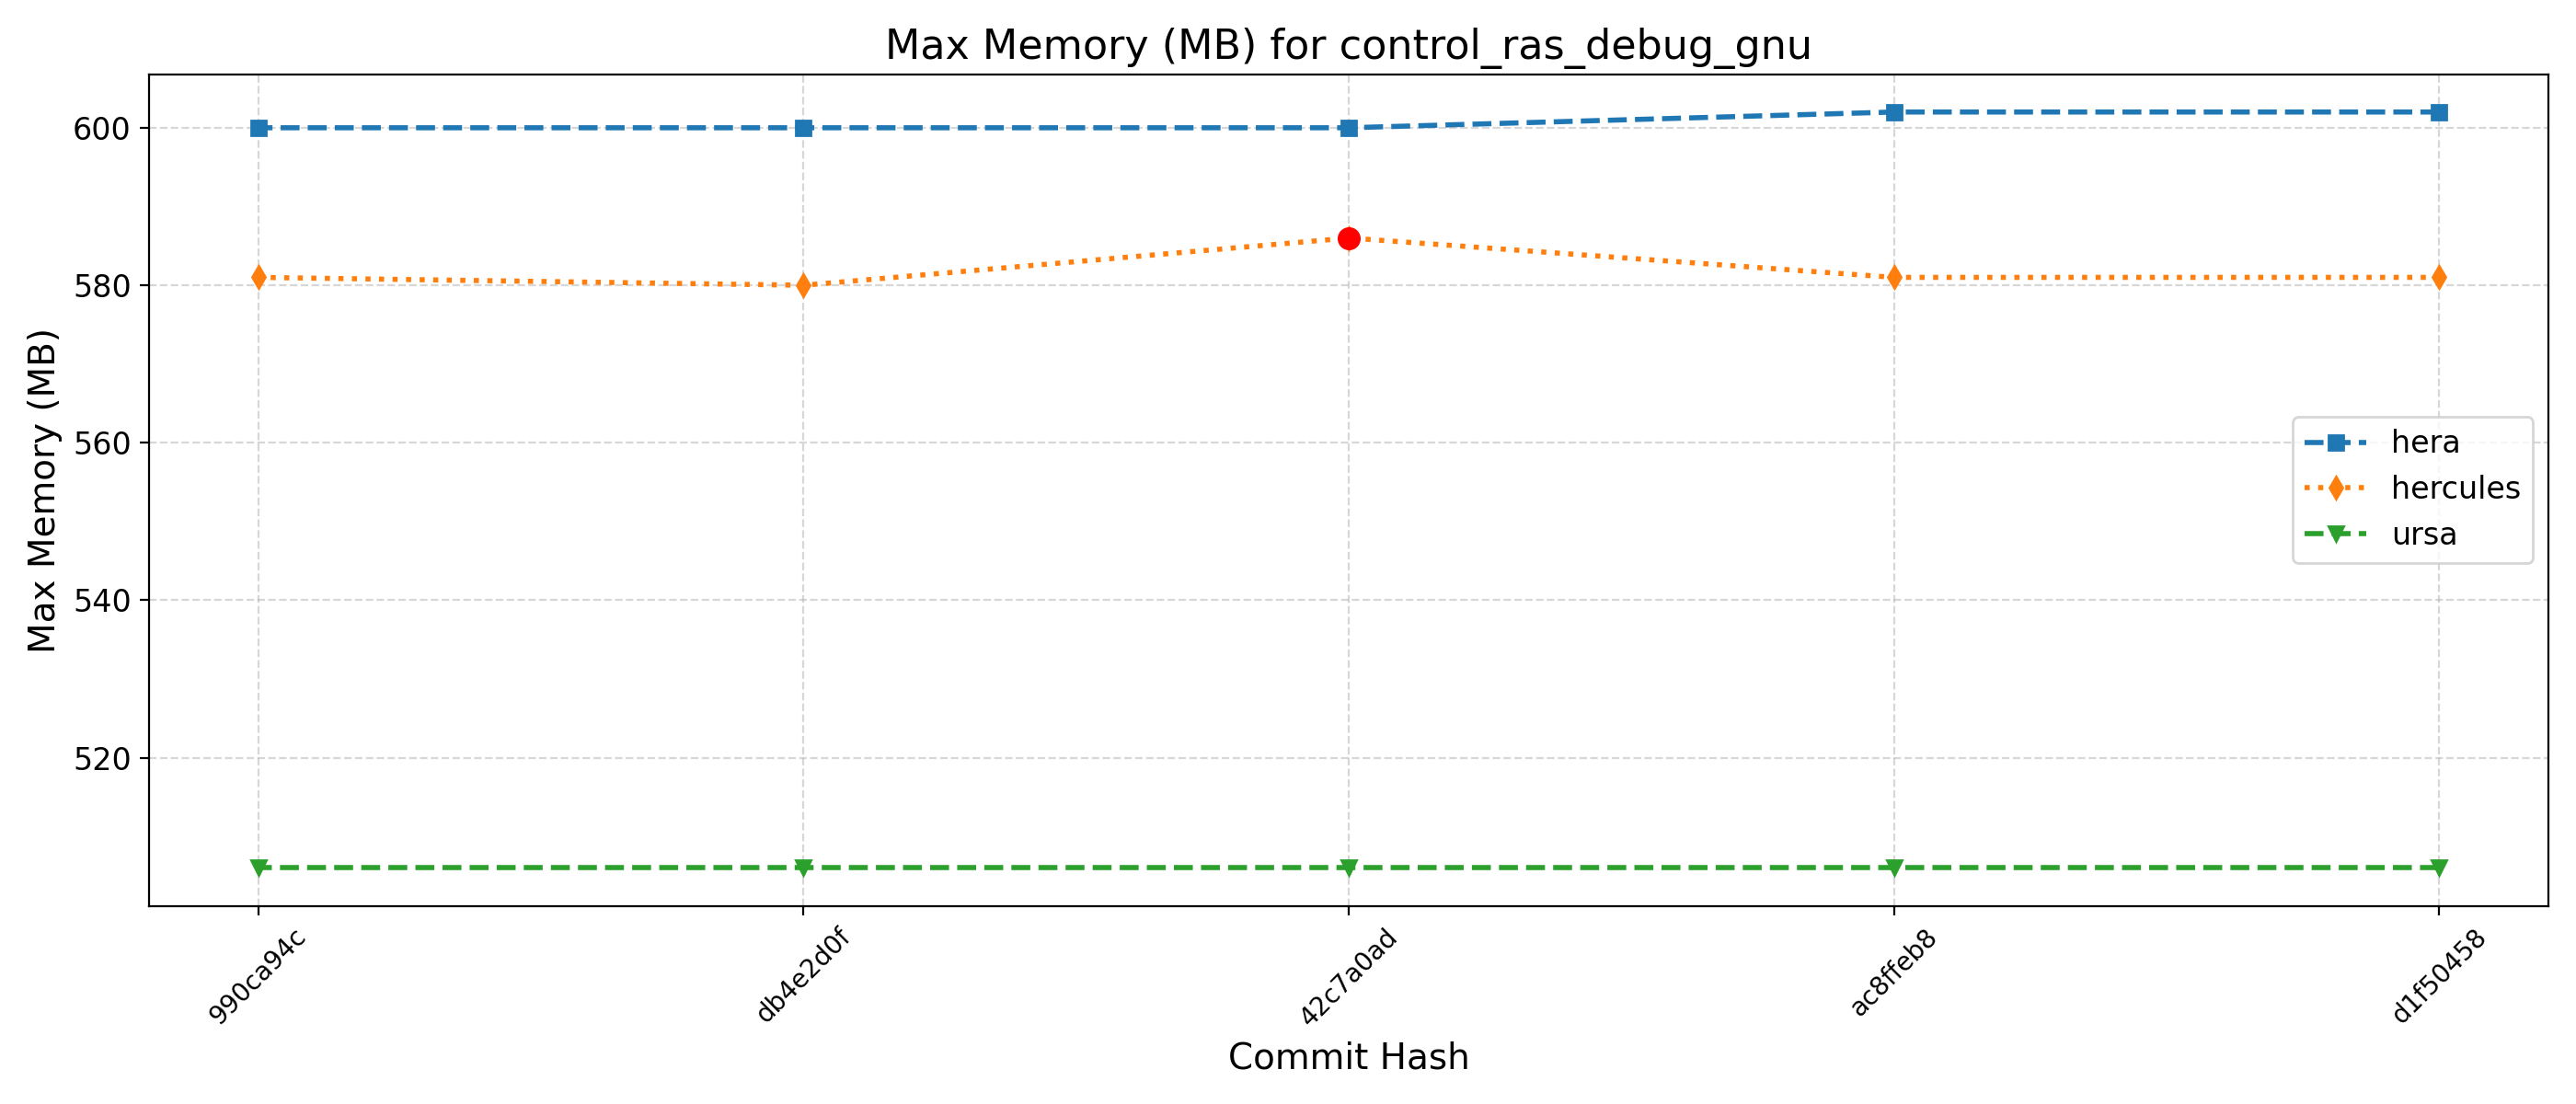 Max Memory (MB) for control_ras_debug_gnu
Max Memory (MB)
600
580
560
540
520
hera
hercules
ursa
990ca94c
db4e2d0f
42c7a0ad
ac8ffeb8
d1f50458
Commit Hash